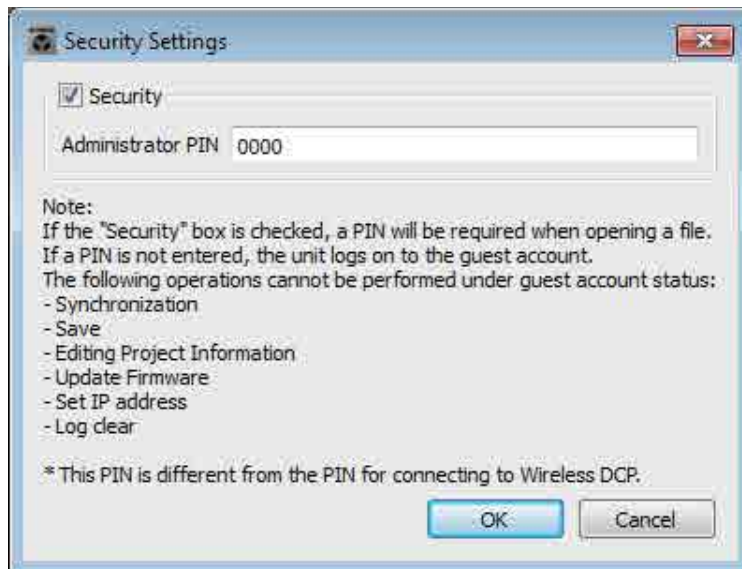 Security Settings
Security
Administrator PIN 0000
Note:
If the "Security" box is checked, a PIN will be required when opening a file.
If a PIN is not entered, the unit logs on to the guest account.
The following operations cannot be performed under guest account status:
- Synchronization
- Save
- Editing Project Information
- Update Firmware
- Set IP address
- Log clear
* This PIN is different from the PIN for connecting to Wireless DCP.
OK Cancel